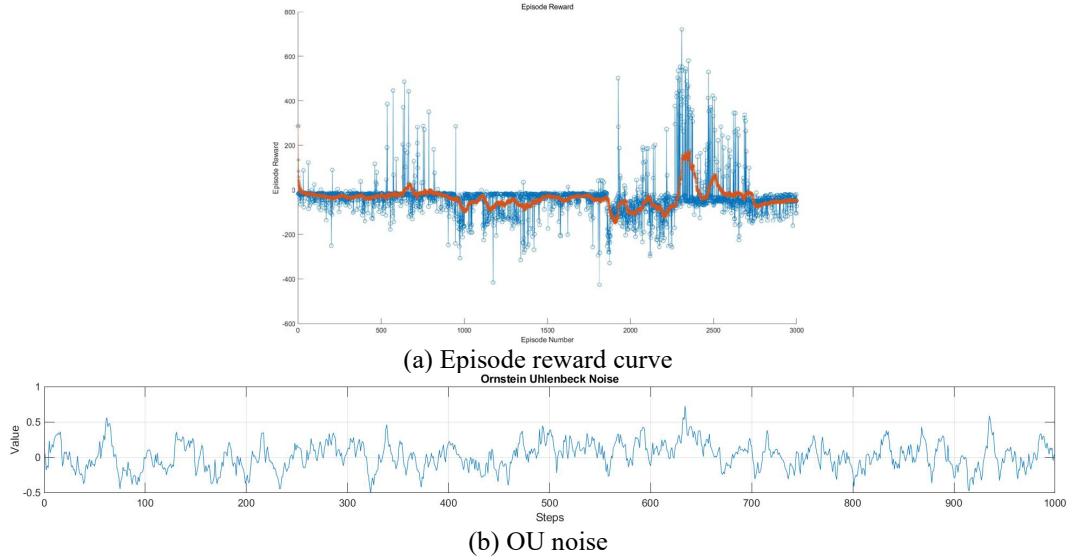 Episode Reward
800
600
400
200
0
-200
-400
-600
Episode Reward
0 500 1000 1500 2000 2500 3000
Episode Number
(a) Episode reward curve
Ornstein Uhlenbeck Noise
1
0.5
0
-0.5
Value
0 100 200 300 400 500 600 700 800 900 1000
Steps
(b) OU noise